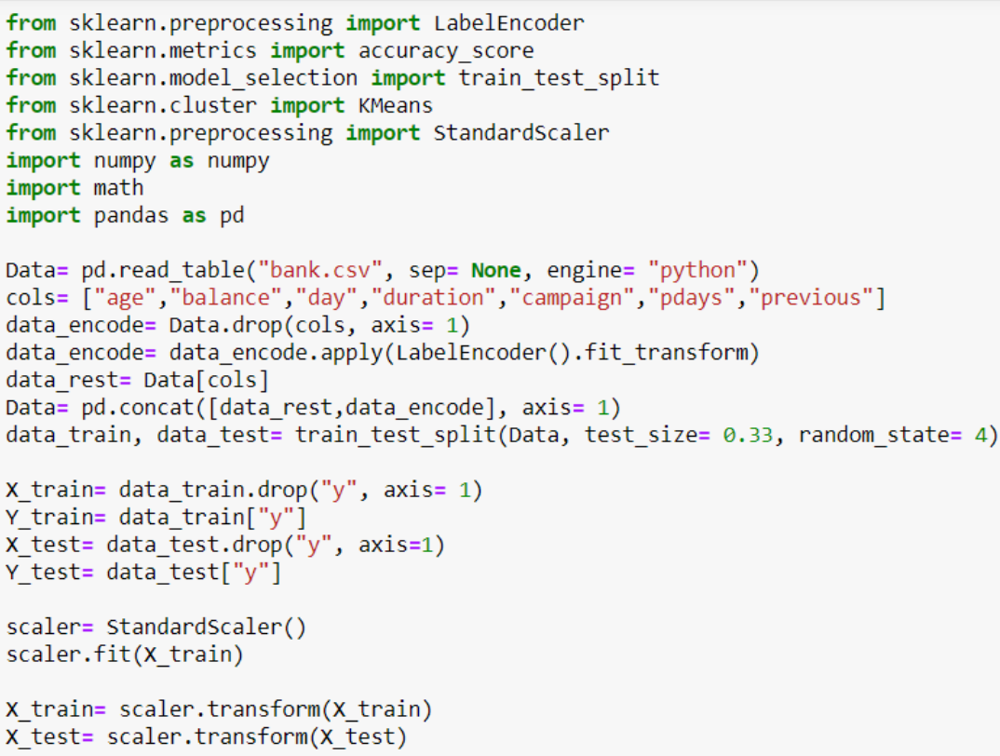 from sklearn.preprocessing import LabelEncoder
from sklearn.metrics import accuracy_score
from sklearn.model_selection import train_test_split
from sklearn.cluster import KMeans
from sklearn.preprocessing import StandardScaler
import numpy as numpy
import math
import pandas as pd
Data= pd.read_table("bank.csv", sep= None, engine= "python")
cols= ["age","balance","day","duration","campaign","pdays","previous"]
data_encode= Data.drop(cols, axis= 1)
data_encode= data_encode.apply(LabelEncoder().fit_transform)
data_rest= Data[cols]
Data= pd.concat([data_rest,data_encode], axis= 1)
data_train, data_test= train_test_split(Data, test_size= 0.33, random_state= 4)
X_train= data_train.drop("y", axis= 1)
Y_train= data_train["y"]
X_test= data_test.drop("y", axis=1)
Y_test= data_test["y"]
scaler= StandardScaler()
scaler.fit(X_train)
X_train= scaler.transform(X_train)
X_test= scaler.transform(X_test)